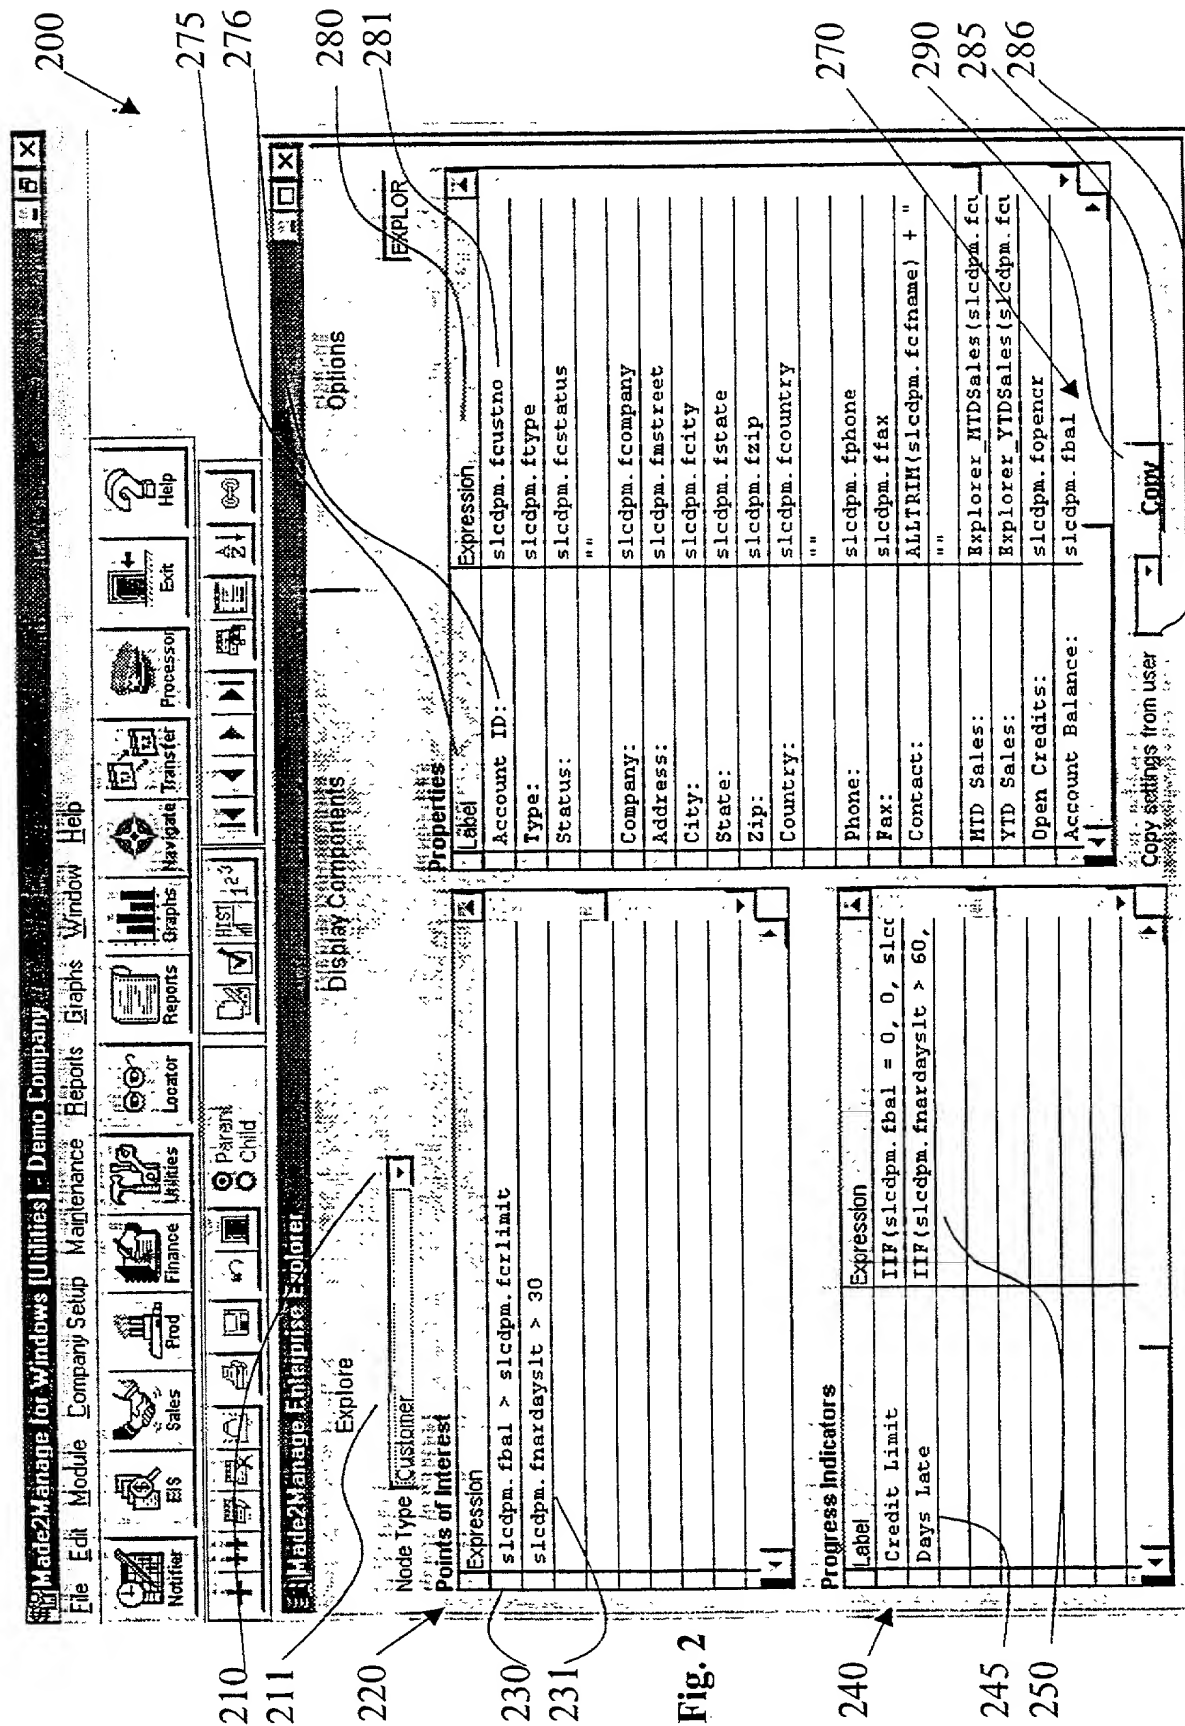 200
275
276
280
281
Made2Manage for Windows [Utilities] - Demo Company
File Edit Module Company Setup Maintenance Reports Graphs Window Help
Notifier EIS Sales Prod Finance Utilities Locator Reports Graphs Navigate Transfer Processor Exit Help
Parent
Child
HIST 123
Made2Manage Enterprise Explorer
Explore Display Components Options
Node Type Customer
EXPLOR
Points of Interest
Expression
slcdpm.fbal > slcdpm.fcrlimit
slcdpm.fnardayslt > 30
Progress Indicators
Label Expression
Credit Limit IIF(slcdpm.fbal = 0, 0, slcd
Days Late IIF(slcdpm.fnardayslt > 60,
Properties
Label Expression
Account ID: slcdpm.fcustno
Type: slcdpm.ftype
Status: slcdpm.fcstatus
""
Company: slcdpm.fcompany
Address: slcdpm.fmstreet
City: slcdpm.fcity
State: slcdpm.fstate
Zip: slcdpm.fzip
Country: slcdpm.fcountry
""
Phone: slcdpm.fphone
Fax: slcdpm.ffax
Contact: ALLTRIM(slcdpm.fcfname) + "
""
MTD Sales: Explorer_MTDSales(slcdpm.fcu
YTD Sales: Explorer_YTDSales(slcdpm.fcu
Open Credits: slcdpm.fopencr
Account Balance: slcdpm.fbal
Copy settings from user Copy
210
211
220
230
231
Fig. 2
240
245
250
270
290
285
286